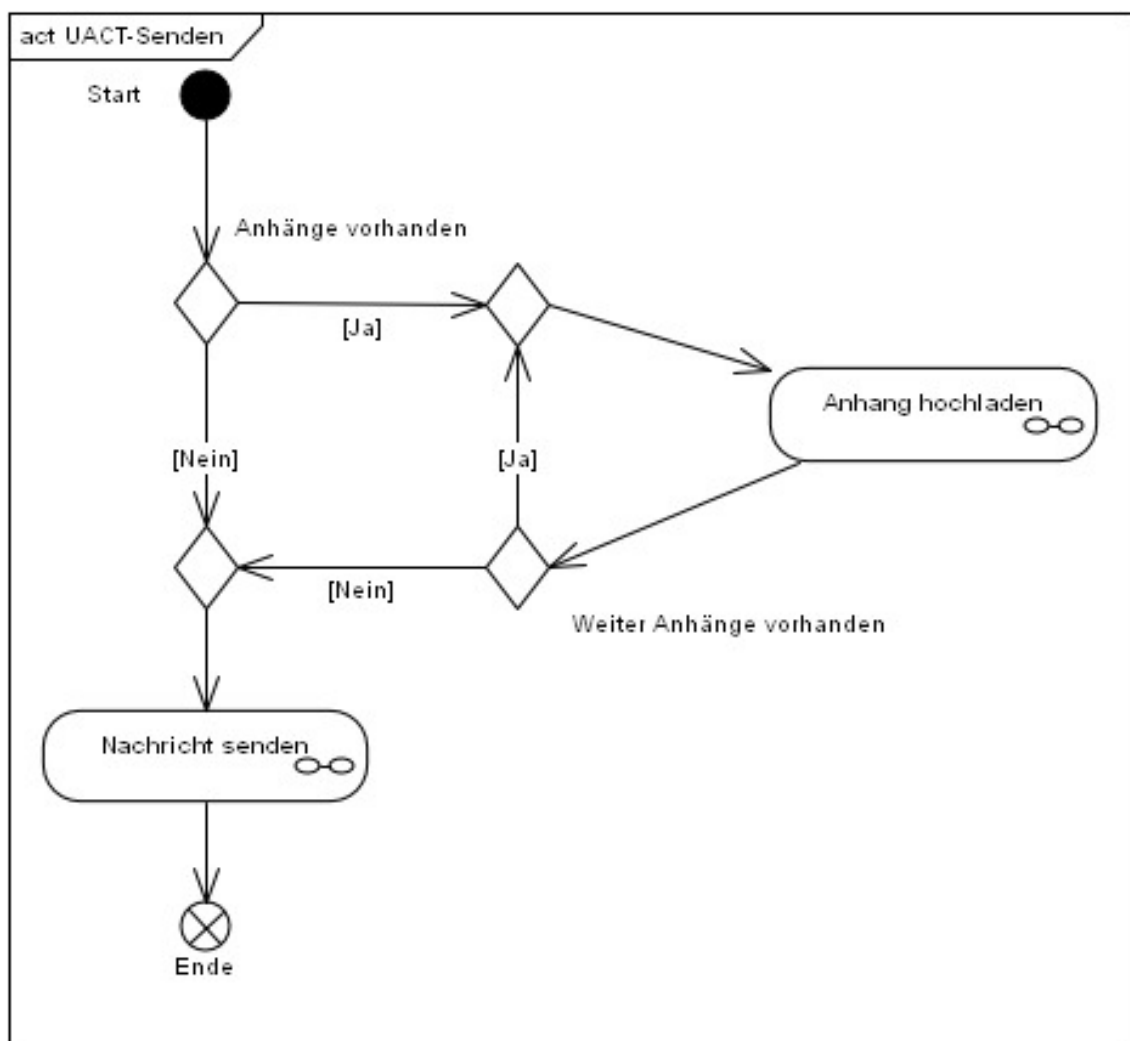 act UACT-Senden
Start
Anhänge vorhanden
[Ja]
Anhang hochladen
[Nein]
[Ja]
[Nein]
Weiter Anhänge vorhanden
Nachricht senden
Ende